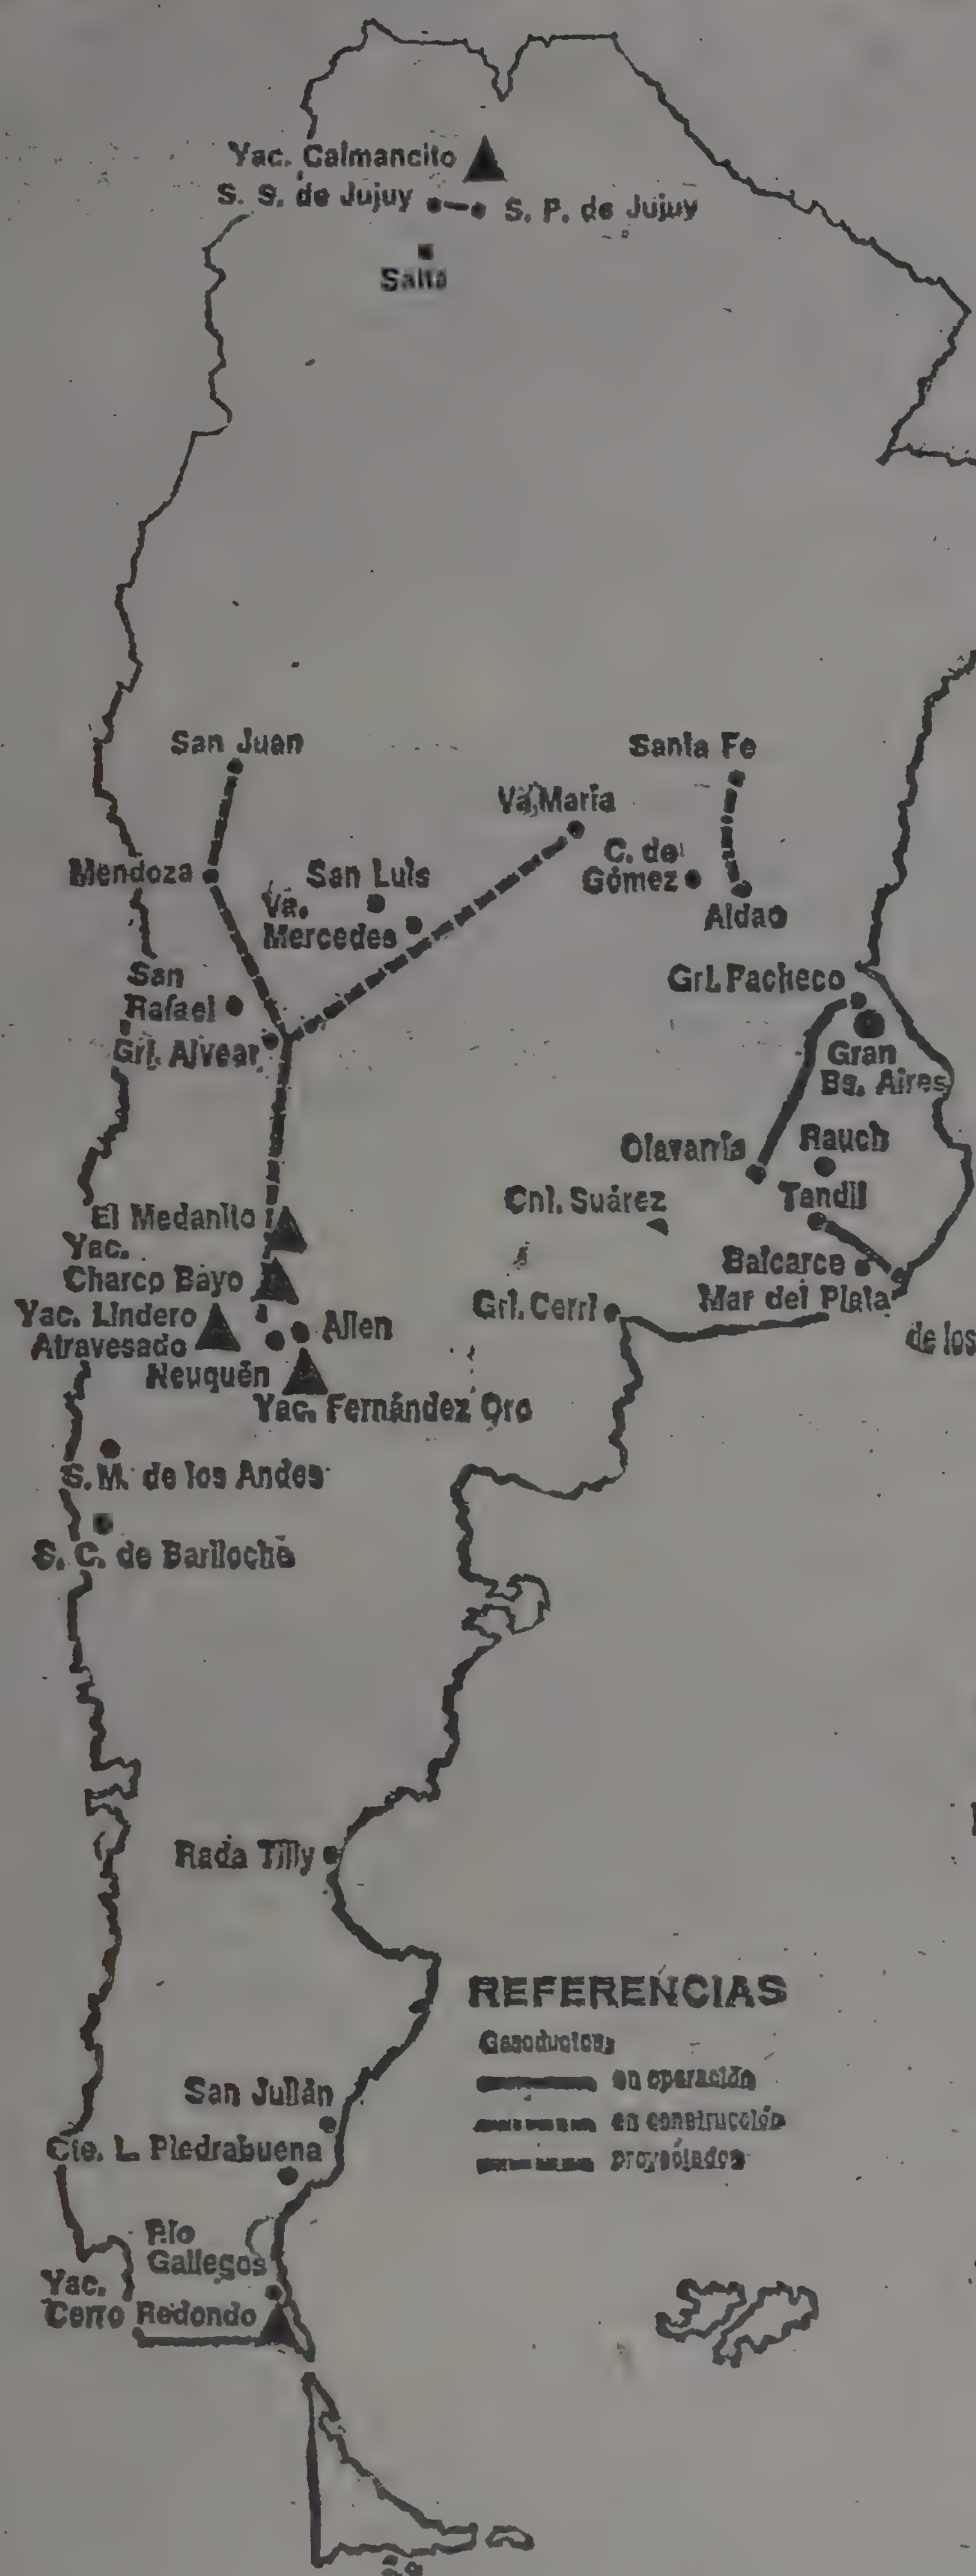 Yac. Calmancito
S. S. de Jujuy
S. P. de Jujuy
Salta
San Juan
Santa Fe
Va. María
Mendoza
San Luis
C. de
Gómez
Va.
Mercedes
Aldao
San
Rafael
Grl. Pacheco
Grl. Alvear
Gran
Bs. Aires
Olavarría
Rauch
Cnl. Suárez
Tandil
El Medanito
Yac.
Charco Bayo
Balcarce
Mar del Plata
Grl. Cerri
Yac. Lindero
Atravesado
Allen
de los
Neuquén
Yac. Fernández Oro
S. M. de los Andes
S. C. de Bariloche
Rada Tilly
REFERENCIAS
Gasoductos:
en operación
en construcción
proyectados
San Julián
Cte. L. Piedrabuena
Río
Gallegos
Yac.
Cerro Redondo